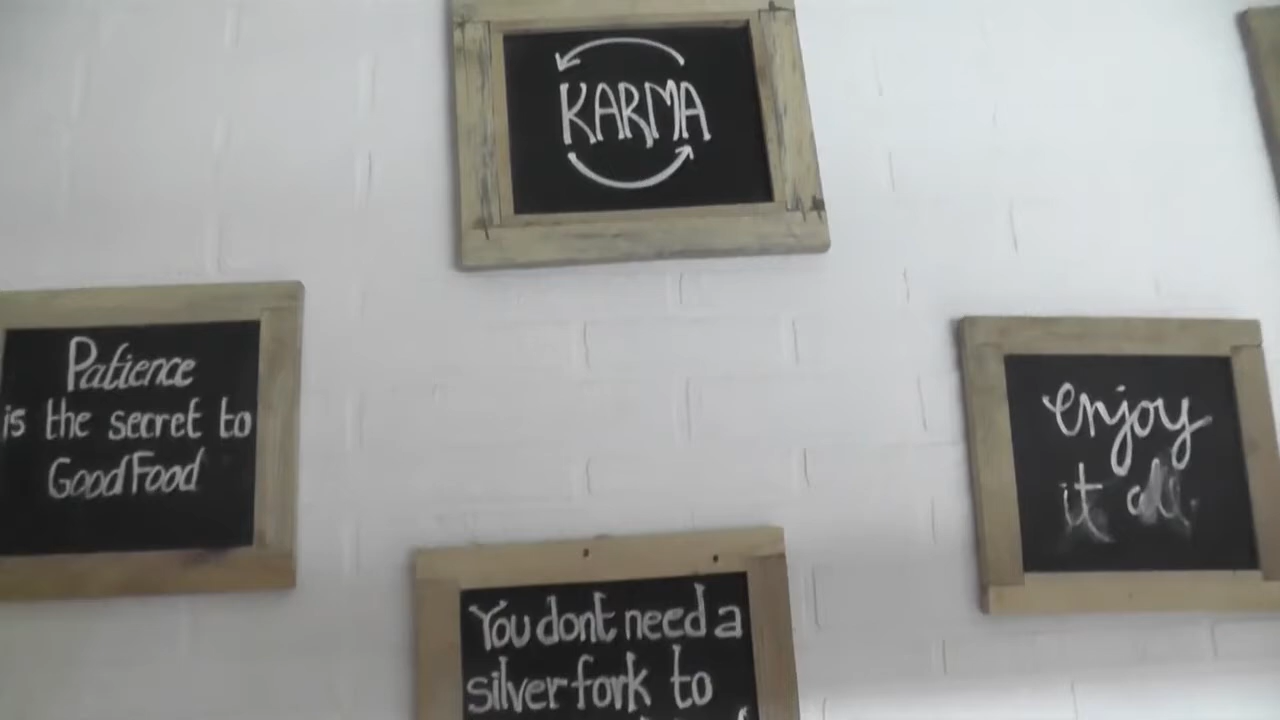 KARMA
Patience
is the secret to
Good Food
enjoy
it all.
You dont need a
silver fork to